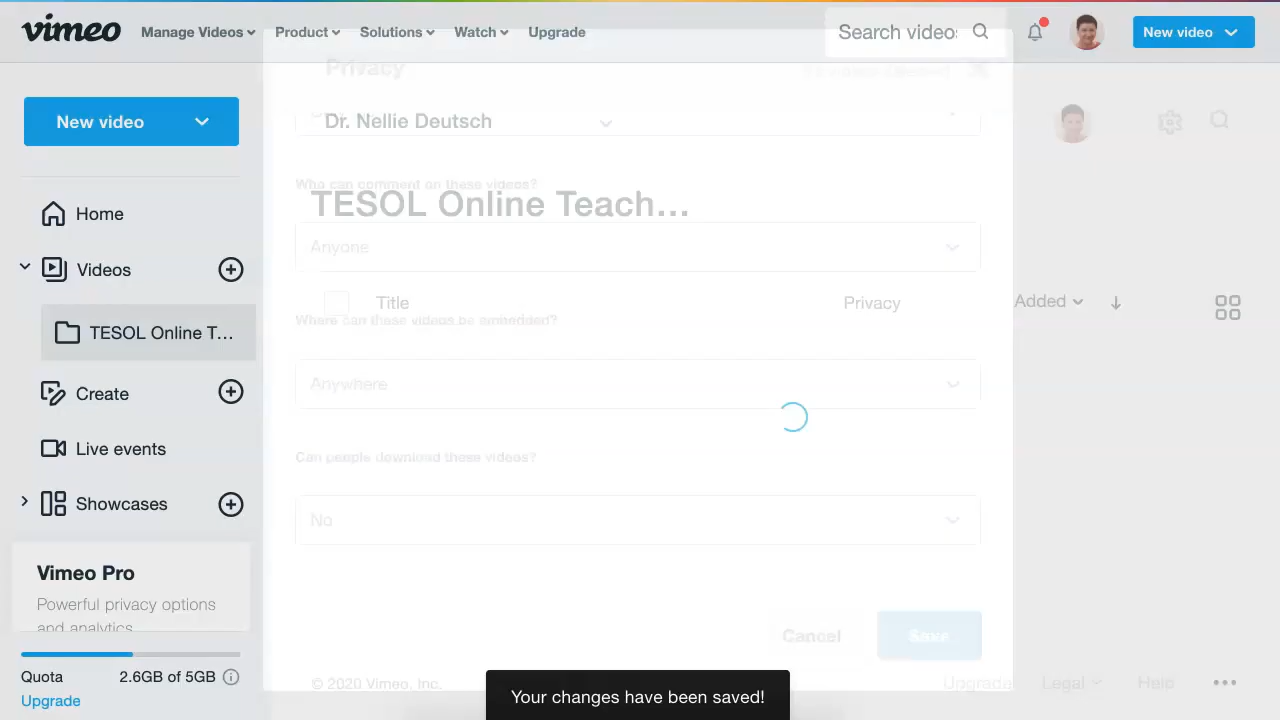 vimeo
Manage Videos
Product
Solutions
Watch
Upgrade
Search video
New video
Privacy
New video
Dr. Nellie Deutsch
Who can comment on these videos?
TESOL Online Teach...
Home
Anyone
Videos
Title
Privacy
Added
Where can these videos be embedded?
TESOL Online T...
Anywhere
Create
Live events
Can people download these videos?
Showcases
No
Vimeo Pro
Powerful privacy options
and analytics
Cancel
Save
Quota
2.6GB of 5GB
© 2020 Vimeo, Inc.
Upgrade
Legal
Help
Your changes have been saved!
Upgrade